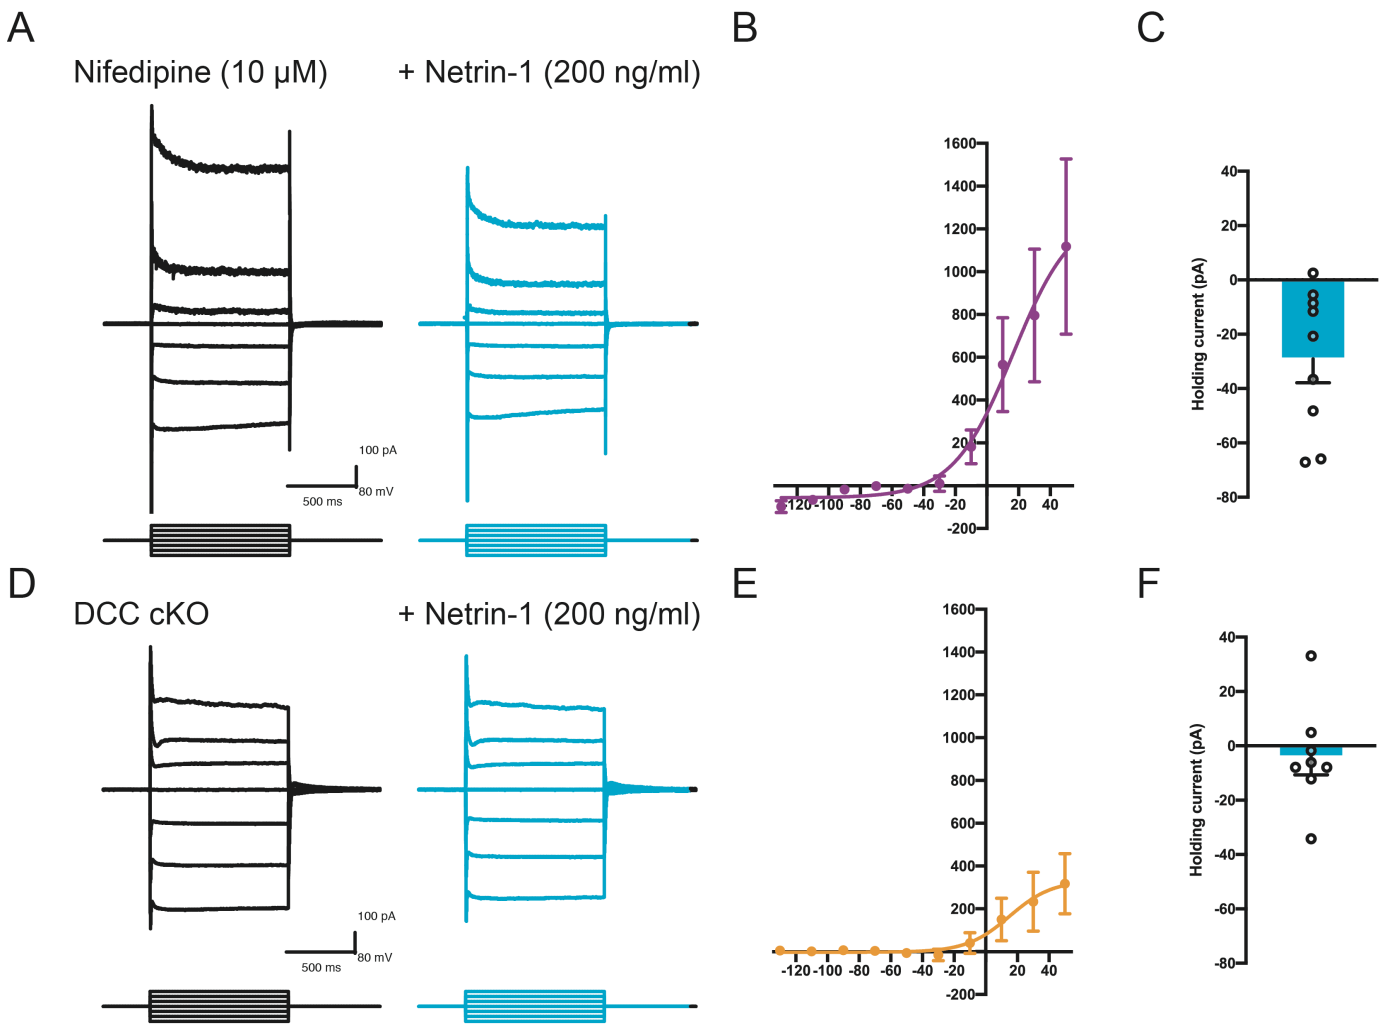 A
B
C
Nifedipine (10 μM)
+ Netrin-1 (200 ng/ml)
100 pA
500 ms
80 mV
1600
1400
1200
1000
800
600
400
200
-120
-100
-80
-60
-40
-20
20
40
-200
40
20
0
-20
-40
-60
-80
Holding current (pA)
D
E
F
DCC cKO
+ Netrin-1 (200 ng/ml)
100 pA
500 ms
80 mV
1600
1400
1200
1000
800
600
400
200
-120
-100
-80
-60
-40
-20
20
40
-200
40
20
0
-20
-40
-60
-80
Holding current (pA)